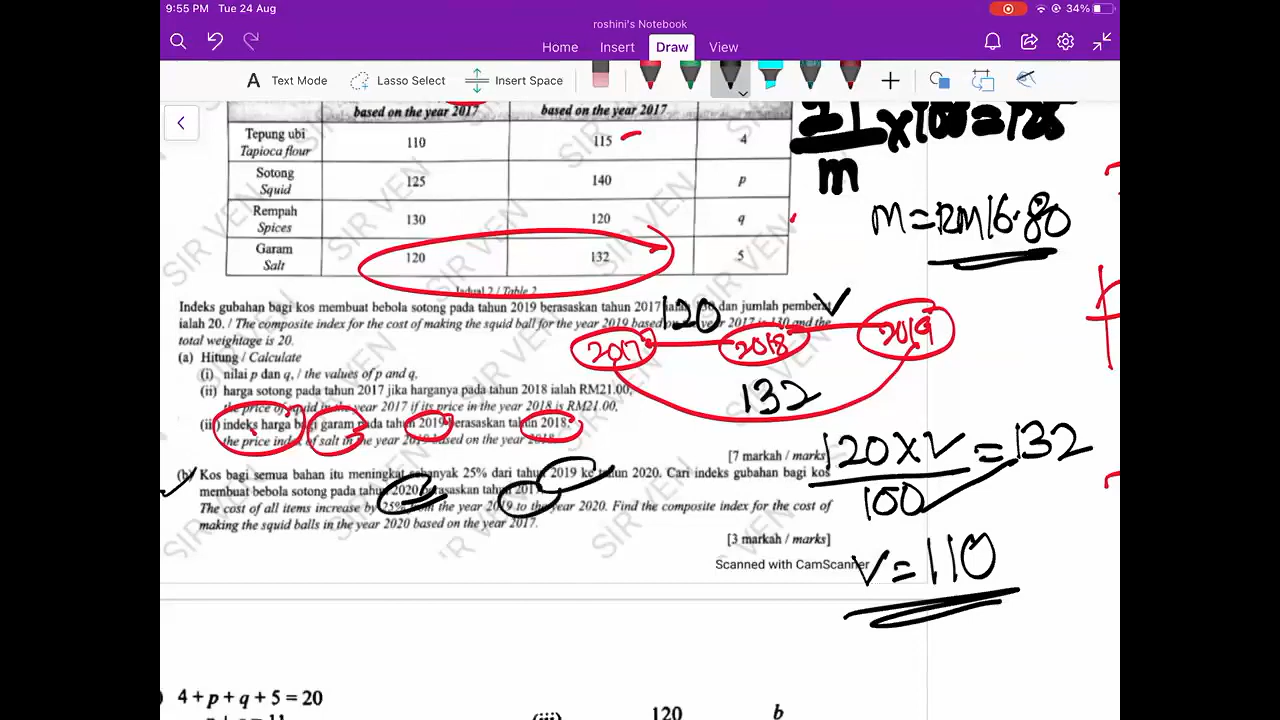 9:55 PM Tue 24 Aug
34%
roshini's Notebook
Home Insert Draw View
Text Mode Lasso Select Insert Space
based on the year 2017 based on the year 2017
Tepung ubi
Tapioca flour 110 115 4
Sotong
Squid 125 140 p
Rempah
Spices 130 120 q
Garam
Salt 120 132 5
Jadual 2 / Table 2
SIR VEN
Indeks gubahan bagi kos membuat bebola sotong pada tahun 2019 berasaskan tahun 2017 dan jumlah pemberat
ialah 20. / The composite index for the cost of making the squid ball for the year 2019 based on the year 2017 is 130 and the
total weightage is 20.
(a) Hitung / Calculate
(i) nilai p dan q, / the values of p and q,
(ii) harga sotong pada tahun 2017 jika harganya pada tahun 2018 ialah RM21.00,
the price of squid in the year 2017 if its price in the year 2018 is RM21.00,
(iii) indeks harga bagi garam pada tahun 2019 berasaskan tahun 2018.
the price index of salt in the year 2019 based on the year 2018.
[7 markah / marks]
(b) Kos bagi semua bahan itu meningkat sebanyak 25% dari tahun 2019 ke tahun 2020. Cari indeks gubahan bagi kos
membuat bebola sotong pada tahun 2020 berasaskan tahun 2017.
The cost of all items increase by 25% from the year 2019 to the year 2020. Find the composite index for the cost of
making the squid balls in the year 2020 based on the year 2017.
[3 markah / marks]
Scanned with CamScanner
21/m x100=125
m=RM16.80
120 V
2017 2018 2019
132
120xV/100=132
V=110
4 + p + q + 5 = 20
p + q = 11
(iii) 120 b